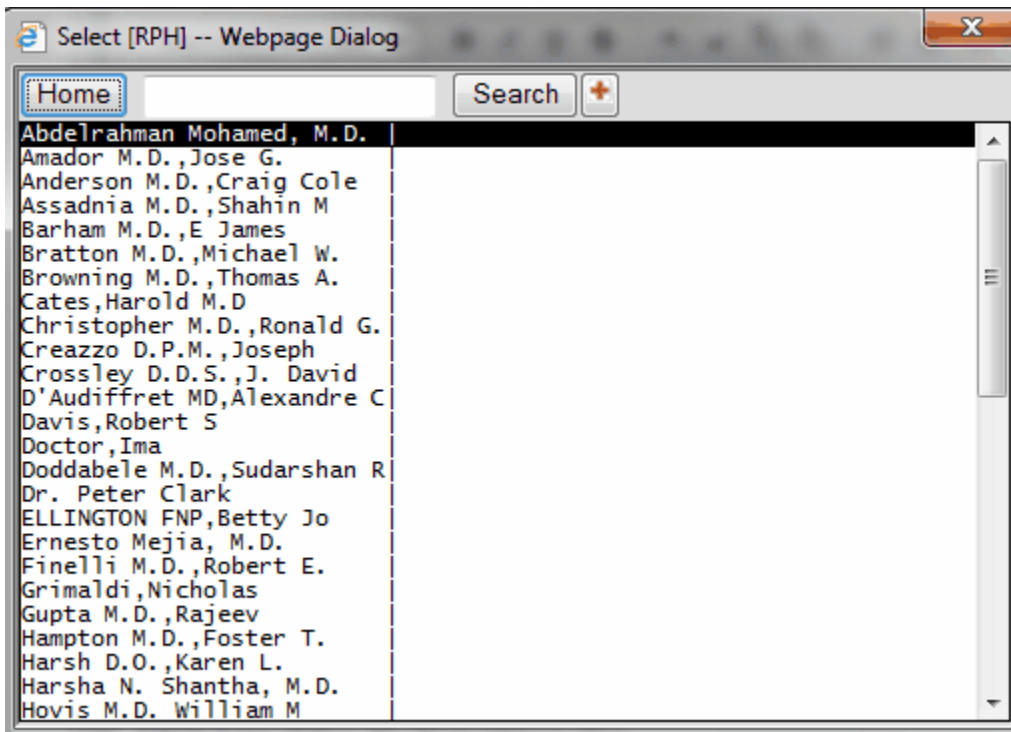 Select [RPH] -- Webpage Dialog
Home Search
Abdelrahman Mohamed, M.D. |
Amador M.D.,Jose G. |
Anderson M.D.,Craig Cole |
Assadnia M.D.,Shahin M |
Barham M.D.,E James |
Bratton M.D.,Michael W. |
Browning M.D.,Thomas A. |
Cates,Harold M.D |
Christopher M.D.,Ronald G.|
Creazzo D.P.M.,Joseph |
Crossley D.D.S.,J. David |
D'Audiffret MD,Alexandre C|
Davis,Robert S |
Doctor,Ima |
Doddabele M.D.,Sudarshan R|
Dr. Peter Clark |
ELLINGTON FNP,Betty Jo |
Ernesto Mejia, M.D. |
Finelli M.D.,Robert E. |
Grimaldi,Nicholas |
Gupta M.D.,Rajeev |
Hampton M.D.,Foster T. |
Harsh D.O.,Karen L. |
Harsha N. Shantha, M.D. |
Hovis M.D. William M |